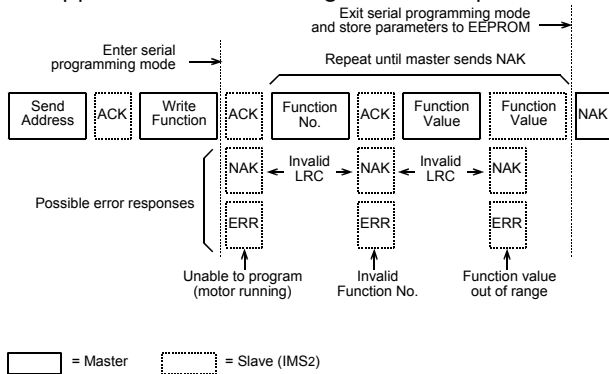 Exit serial programming mode
and store parameters to EEPROM
Enter serial
programming mode
Repeat until master sends NAK
Send
Address
ACK
Write
Function
ACK
Function
No.
ACK
Function
Value
Function
Value
NAK
NAK
Invalid
LRC
NAK
Invalid
LRC
NAK
Possible error responses
ERR
ERR
ERR
Unable to program
(motor running)
Invalid
Function No.
Function value
out of range
= Master
= Slave (IMS2)